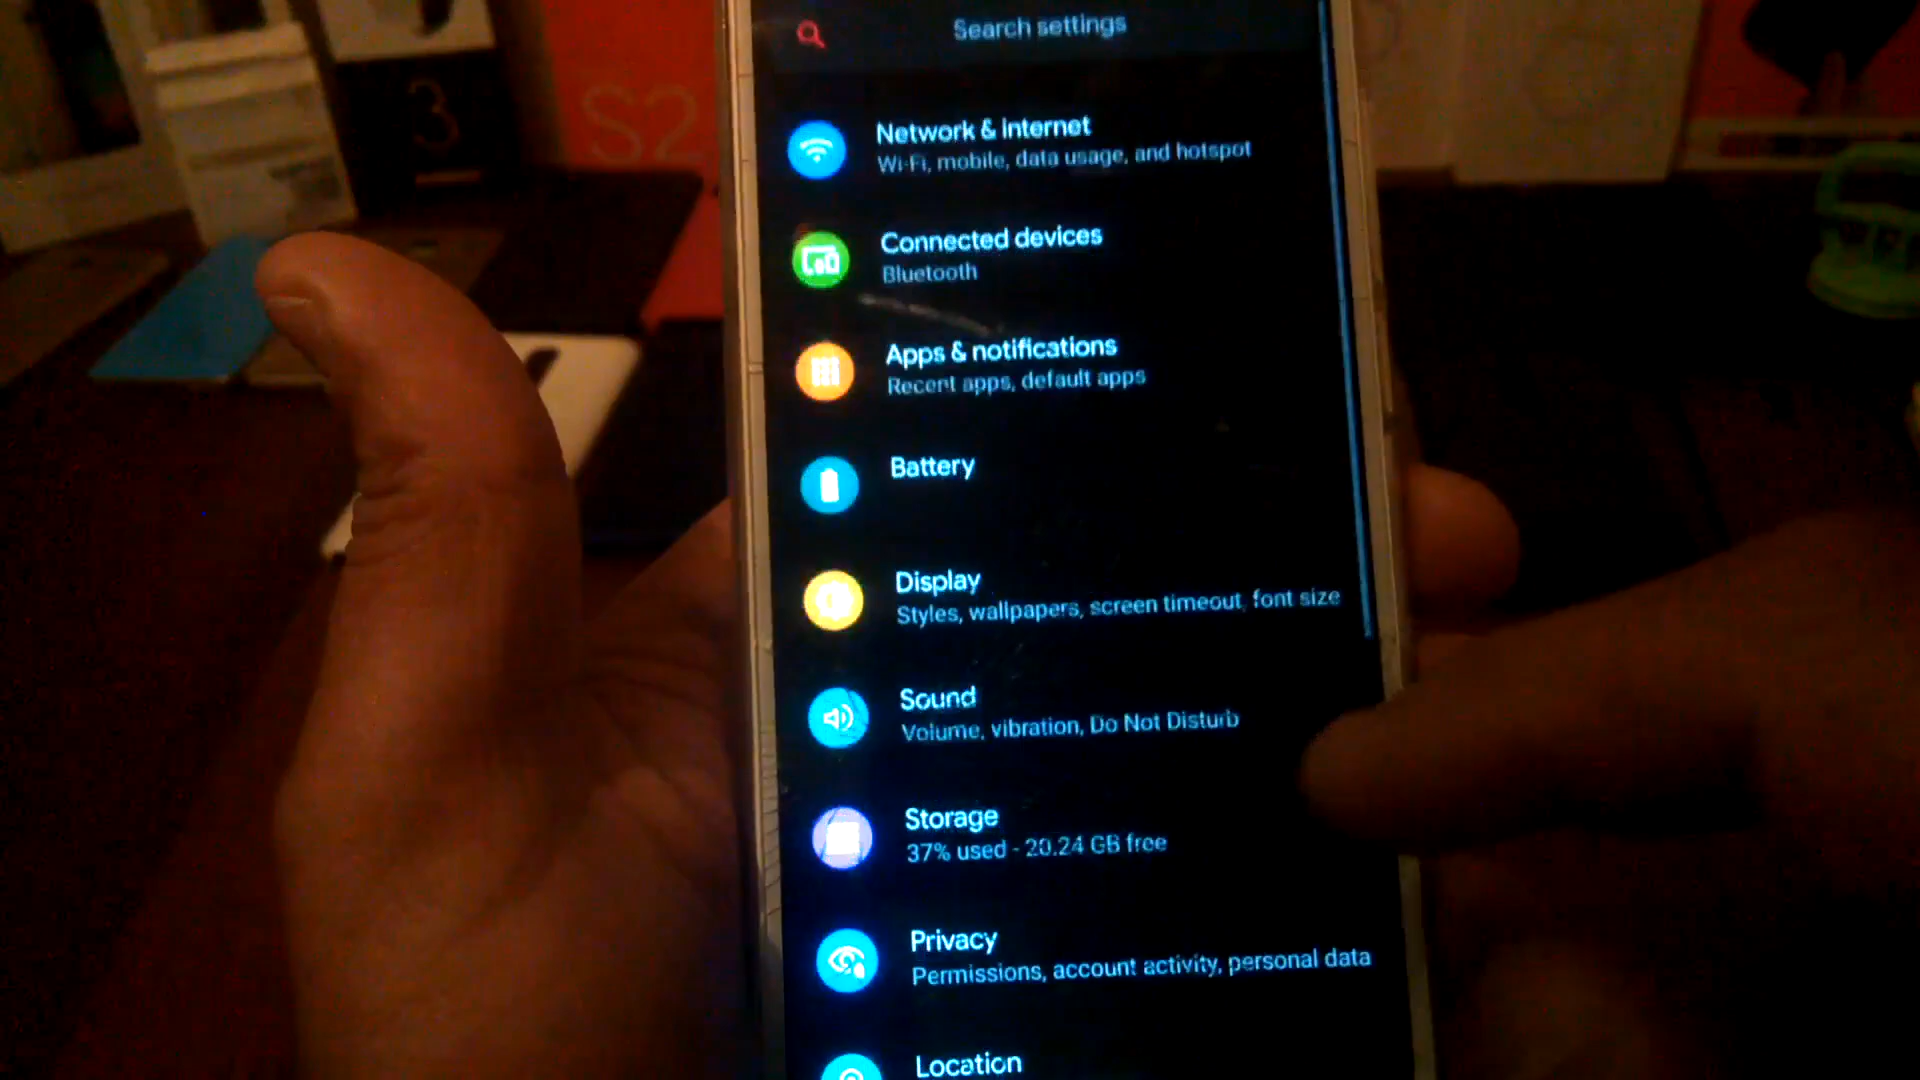 3
S2
Search settings
Network & internet
Wi-Fi, mobile, data usage, and hotspot
Connected devices
Bluetooth
Apps & notifications
Recent apps, default apps
Battery
Display
Styles, wallpapers, screen timeout, font size
Sound
Volume, vibration, Do Not Disturb
Storage
37% used - 20.24 GB free
Privacy
Permissions, account activity, personal data
Location